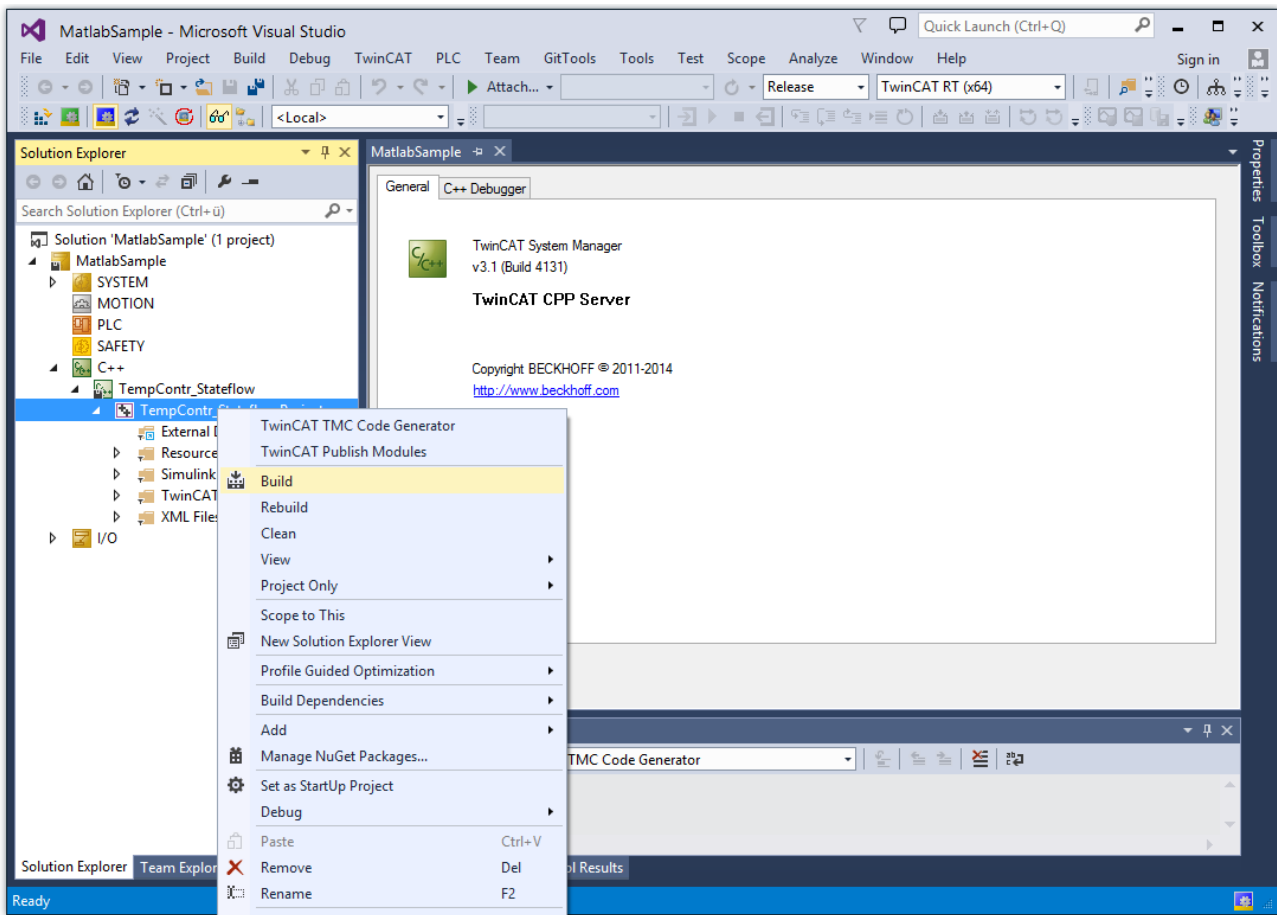 MatlabSample - Microsoft Visual Studio
Quick Launch (Ctrl+Q)
File Edit View Project Build Debug TwinCAT PLC Team GitTools Tools Test Scope Analyze Window Help Sign in
Attach... Release TwinCAT RT (x64)
<Local>
Solution Explorer
MatlabSample
Properties
Toolbox
Notifications
General C++ Debugger
Search Solution Explorer (Ctrl+ü)
Solution 'MatlabSample' (1 project)
MatlabSample
SYSTEM
MOTION
PLC
SAFETY
C++
TempContr_Stateflow
TempContr_
External
Resource
Simulink
TwinCAT
XML Files
I/O
C/C++
TwinCAT System Manager
v3.1 (Build 4131)
TwinCAT CPP Server
Copyright BECKHOFF © 2011-2014
http://www.beckhoff.com
TwinCAT TMC Code Generator
TwinCAT Publish Modules
Build
Rebuild
Clean
View
Project Only
Scope to This
New Solution Explorer View
Profile Guided Optimization
Build Dependencies
Add
Manage NuGet Packages...
Set as StartUp Project
Debug
Paste Ctrl+V
Remove Del
Rename F2
TMC Code Generator
Solution Explorer Team Explor
ol Results
Ready